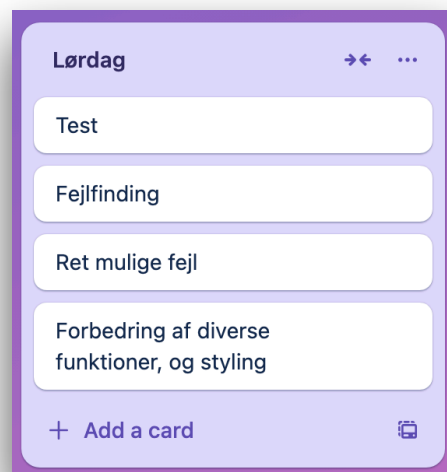 Lørdag
Test
Fejlfinding
Ret mulige fejl
Forbedring af diverse
funktioner, og styling
Add a card